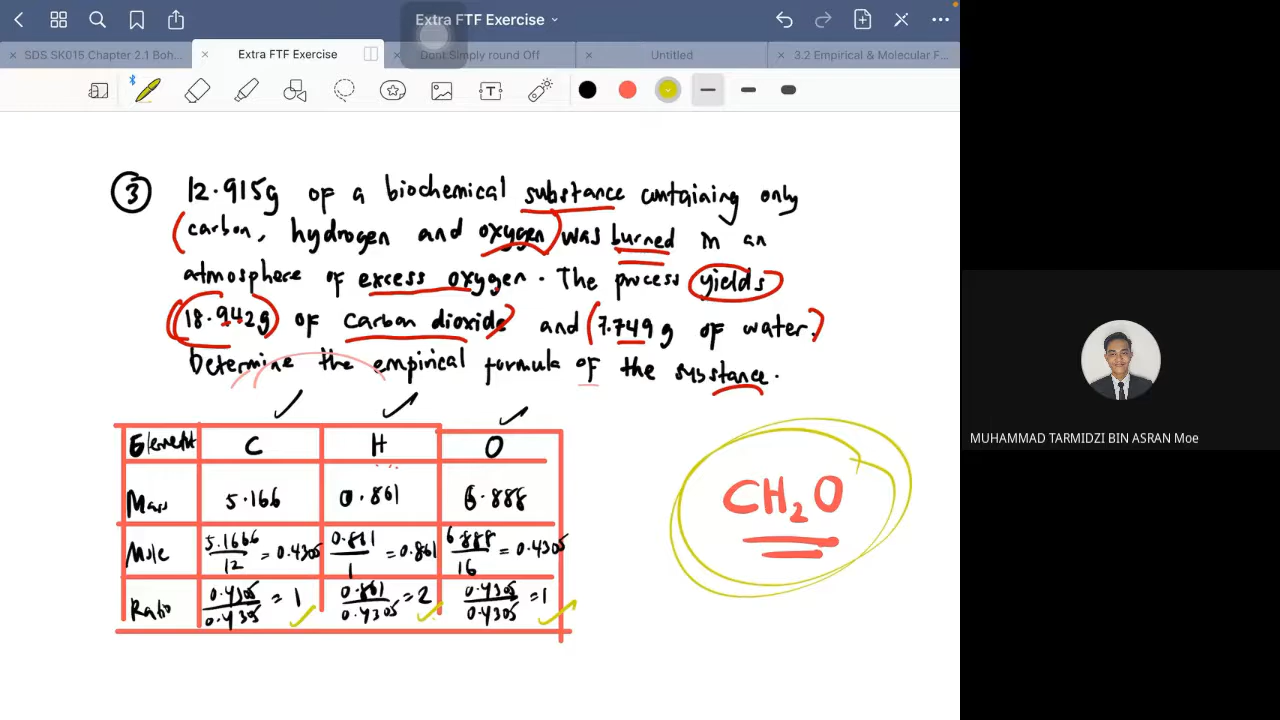 Extra FTF Exercise
SDS SK015 Chapter 2.1 Boh...
Extra FTF Exercise
Dont Simply round Off
Untitled
3.2 Empirical & Molecular F...
3 12.915g of a biochemical substance containing only
carbon, hydrogen and oxygen was burned in an
atmosphere of excess oxygen. The process yields
18.942g of carbon dioxide and 7.749 g of water.
Determine the empirical formula of the substance.
Element C H O
Mass 5.166 0.861 6.888
Mole 5.1666/12 = 0.4305 0.861/1 = 0.861 6.888/16 = 0.4305
Ratio 0.4305/0.4305 = 1 0.861/0.4305 = 2 0.4305/0.4305 = 1
CH₂O
MUHAMMAD TARMIDZI BIN ASRAN Moe